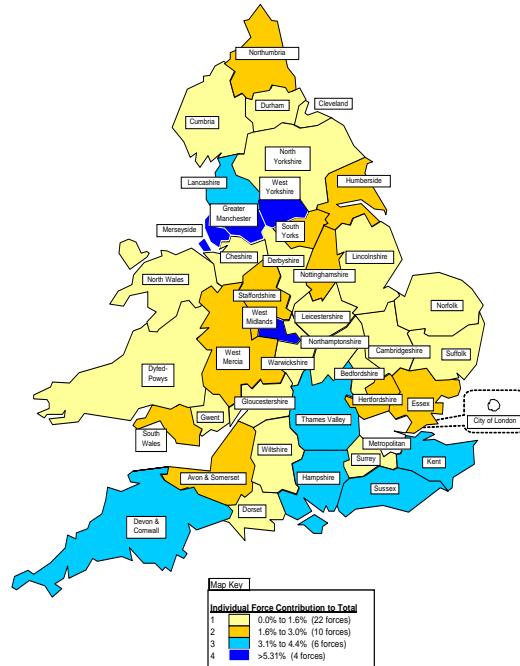 Northumbria
Cleveland
Durham
Cumbria
North
Yorkshire
Lancashire
West
Yorkshire
Humberside
Greater
Manchester
Merseyside
South
Yorks
Cheshire
Derbyshire
Lincolnshire
North Wales
Nottinghamshire
Staffordshire
Norfolk
West
Midlands
Leicestershire
Northamptonshire
Cambridgeshire
Suffolk
West
Mercia
Warwickshire
Dyfed-
Powys
Bedfordshire
Gloucestershire
Hertfordshire
Essex
Gwent
Thames Valley
City of London
South
Wales
Metropolitan
Wiltshire
Surrey
Kent
Avon & Somerset
Hampshire
Sussex
Dorset
Devon &
Cornwall
Map Key
Individual Force Contribution to Total
1 0.0% to 1.6% (22 forces)
2 1.6% to 3.0% (10 forces)
3 3.1% to 4.4% (6 forces)
4 >5.31% (4 forces)